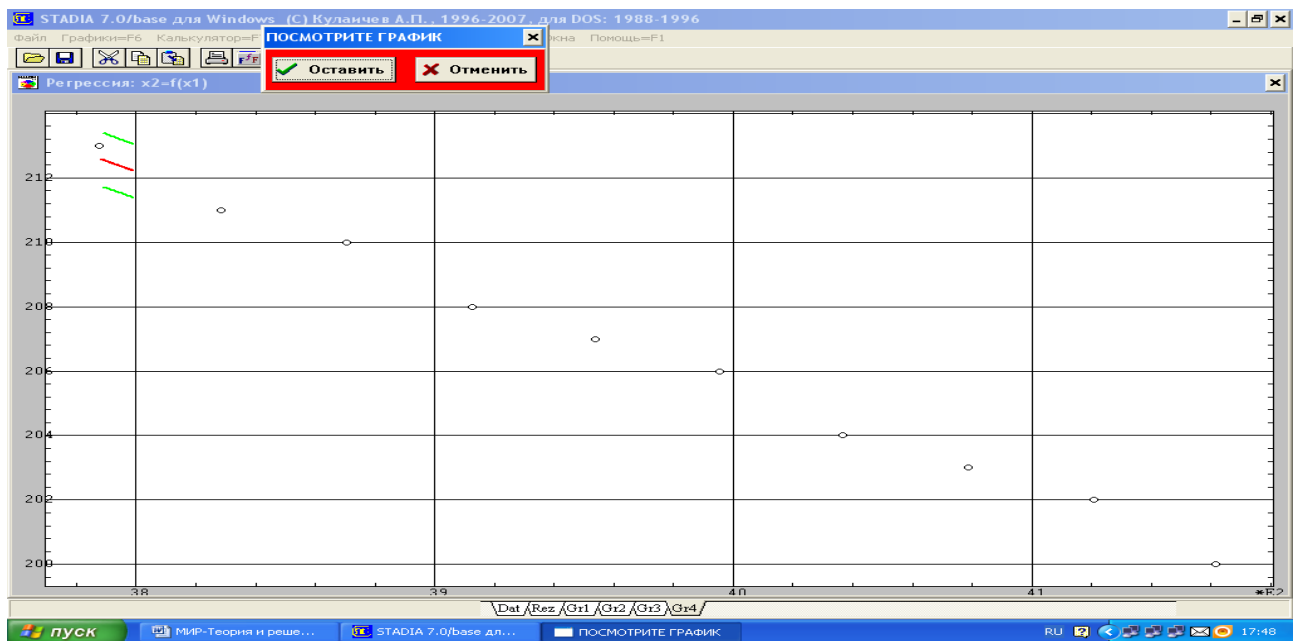 STADIA 7.0/base для Windows (C) Кулаичев А.П., 1996-2007, для DOS: 1988-1996
Файл Графики=F6 Калькулятор=F Помощь=F1
ПОСМОТРИТЕ ГРАФИК
Оставить Отменить
Регрессия: x2=f(x1)
212
210
208
206
204
202
200
38 39 40 41 *E2
Dat Rez Gr1 Gr2 Gr3 Gr4
пуск МИР-Теория и реше... STADIA 7.0/base дл... ПОСМОТРИТЕ ГРАФИК RU 17:48